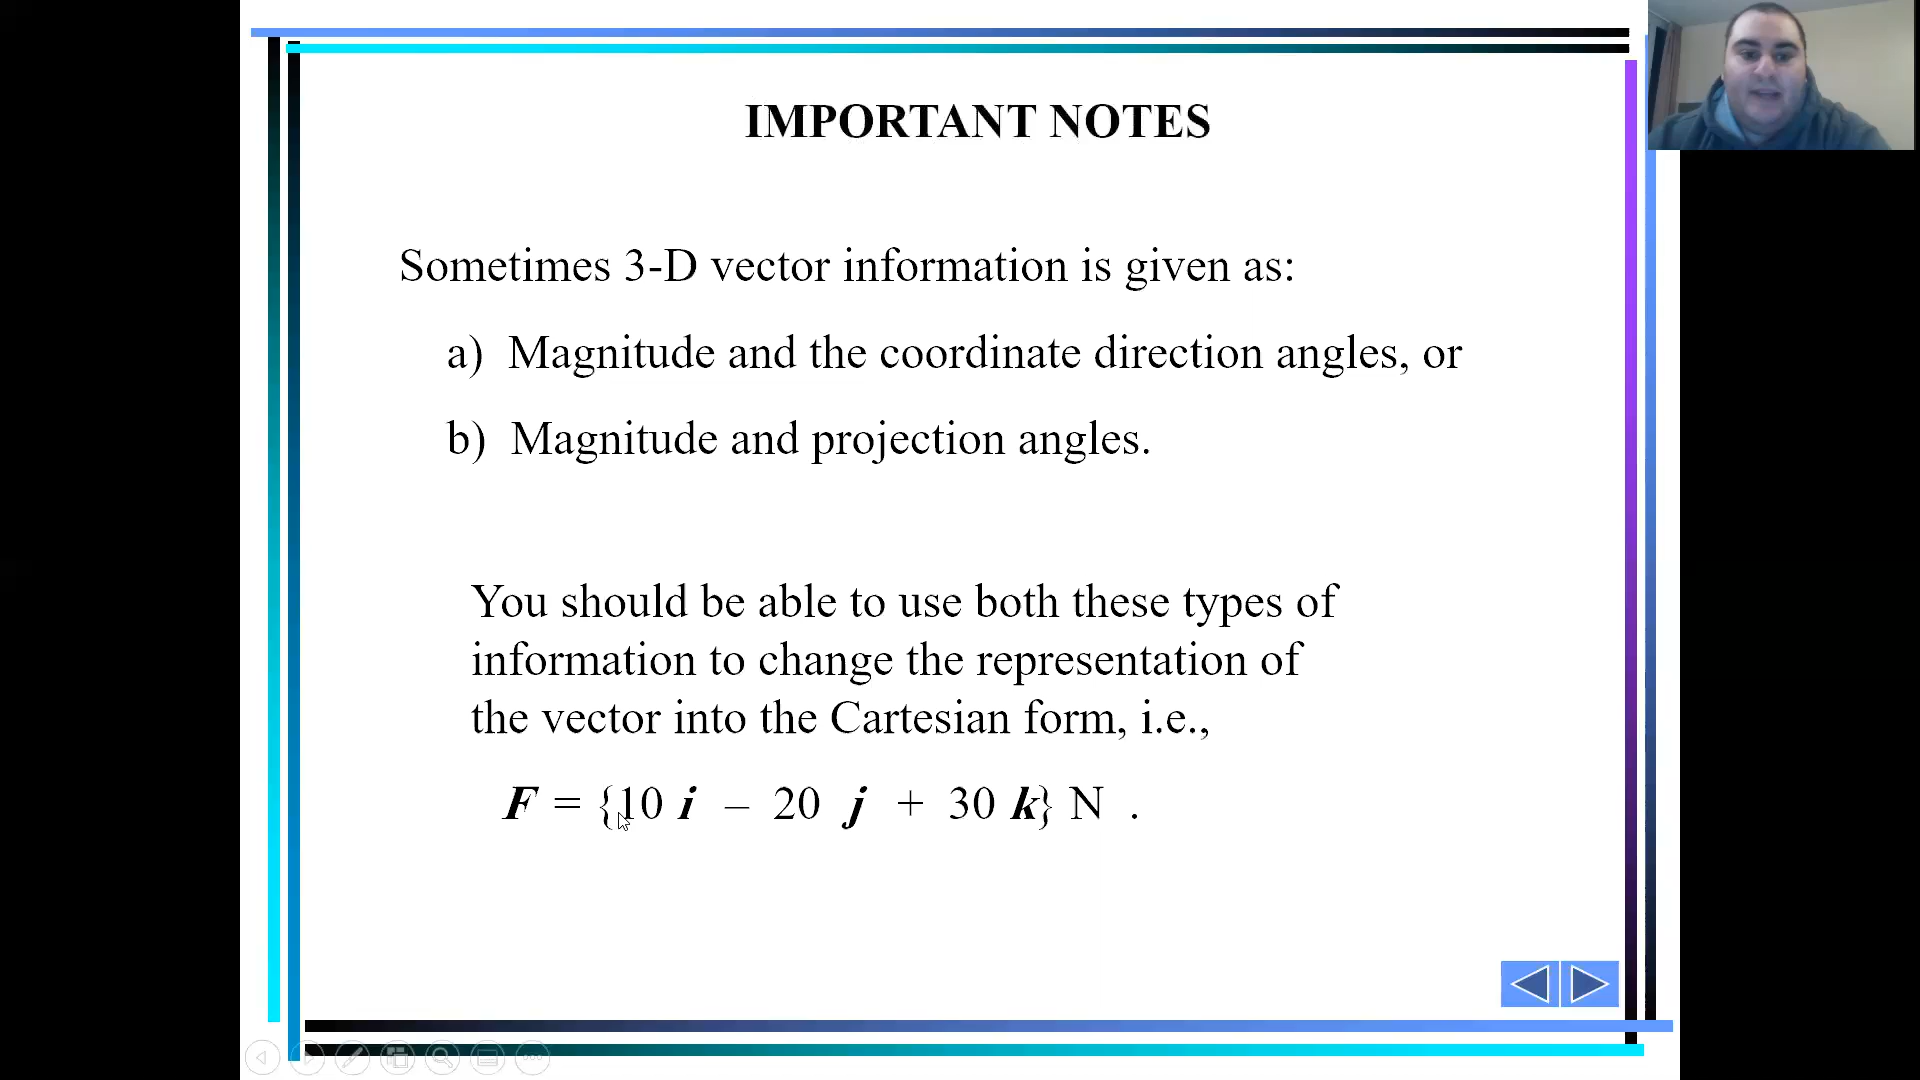 IMPORTANT NOTES
Sometimes 3-D vector information is given as:
a) Magnitude and the coordinate direction angles, or
b) Magnitude and projection angles.
You should be able to use both these types of
information to change the representation of
the vector into the Cartesian form, i.e.,
F = {10 i – 20 j + 30 k} N .